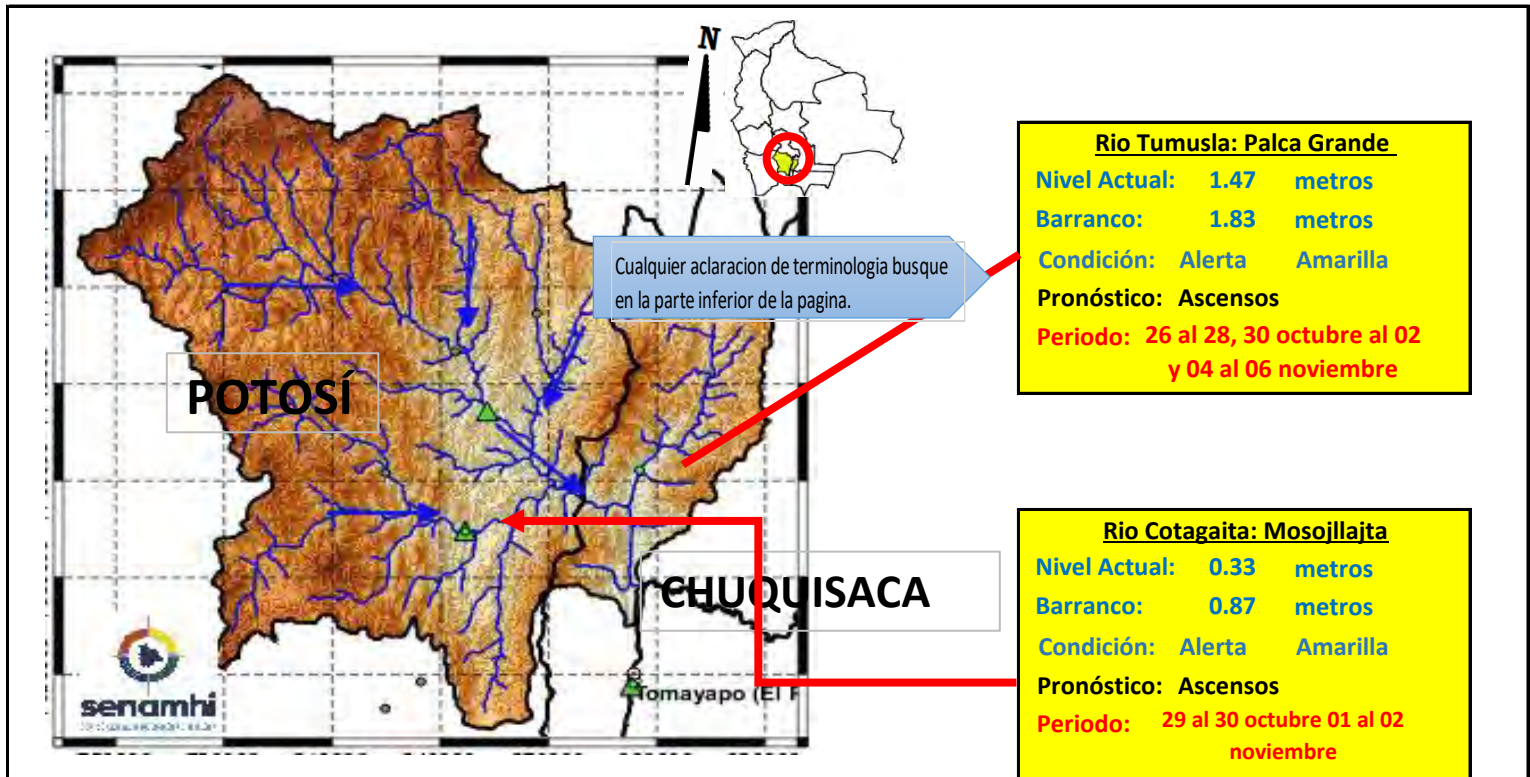 N
Cualquier aclaracion de terminologia busque
en la parte inferior de la pagina.
POTOSÍ
CHUQUISACA
senamhi
Tomayapo (El
Rio Tumusla: Palca Grande
Nivel Actual: 1.47 metros
Barranco: 1.83 metros
Condición: Alerta Amarilla
Pronóstico: Ascensos
Periodo: 26 al 28, 30 octubre al 02
y 04 al 06 noviembre
Rio Cotagaita: Mosojllajta
Nivel Actual: 0.33 metros
Barranco: 0.87 metros
Condición: Alerta Amarilla
Pronóstico: Ascensos
Periodo: 29 al 30 octubre 01 al 02
noviembre